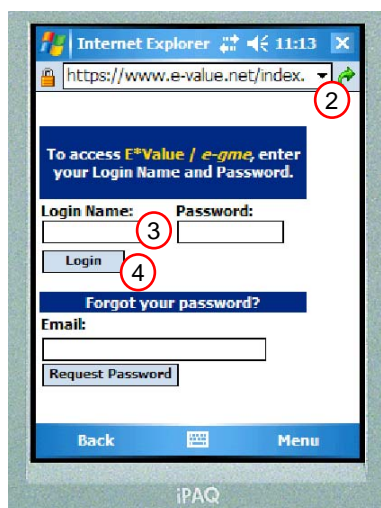 Internet Explorer 11:13
https://www.e-value.net/index.
2
To access E*Value / e-gme, enter
your Login Name and Password.
Login Name: Password:
3
Login
4
Forgot your password?
Email:
Request Password
Back Menu
iPAQ